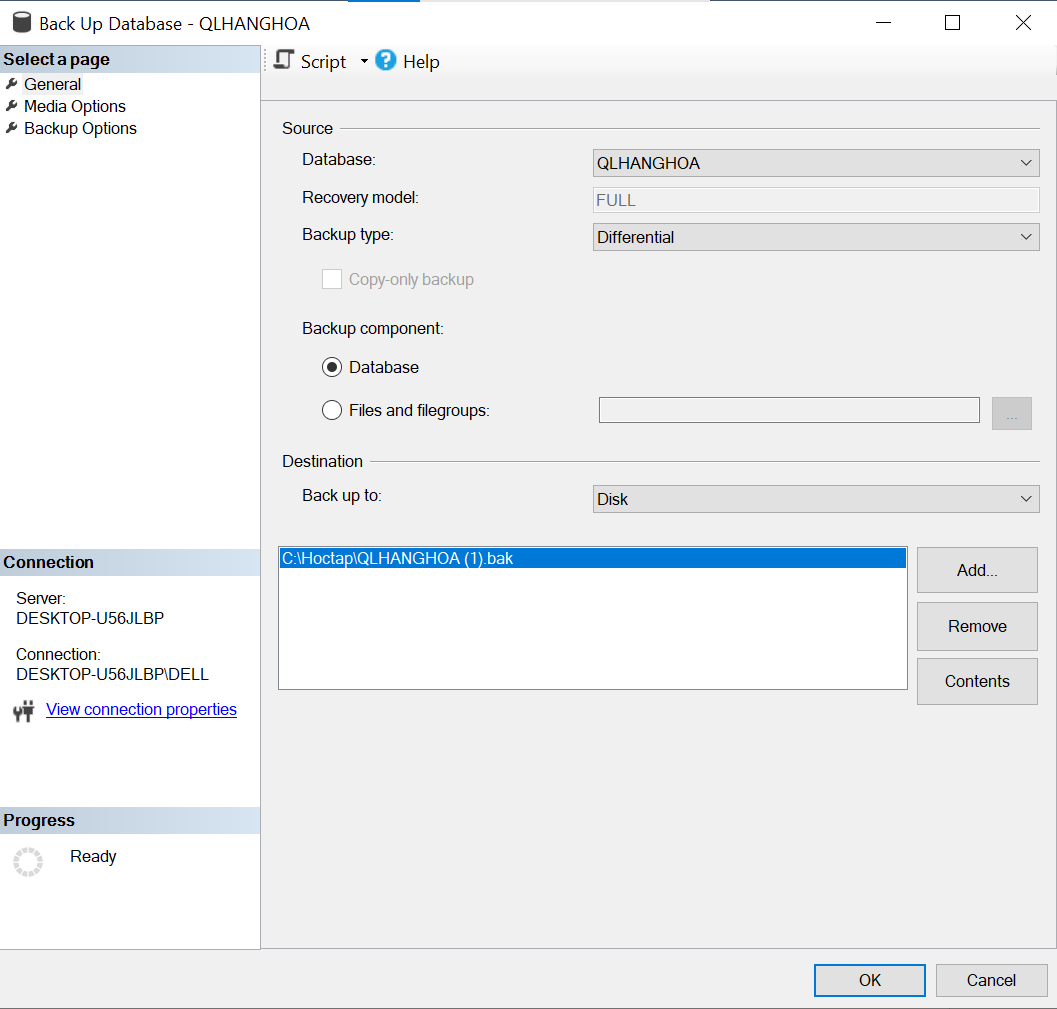 Back Up Database - QLHANGHOA
Select a page
General
Media Options
Backup Options
Script
Help
Source
Database:
QLHANGHOA
Recovery model:
FULL
Backup type:
Differential
Copy-only backup
Backup component:
Database
Files and filegroups:
...
Destination
Back up to:
Disk
C:\Hoctap\QLHANGHOA (1).bak
Add...
Remove
Contents
Connection
Server:
DESKTOP-U56JLBP
Connection:
DESKTOP-U56JLBP\DELL
View connection properties
Progress
Ready
OK
Cancel